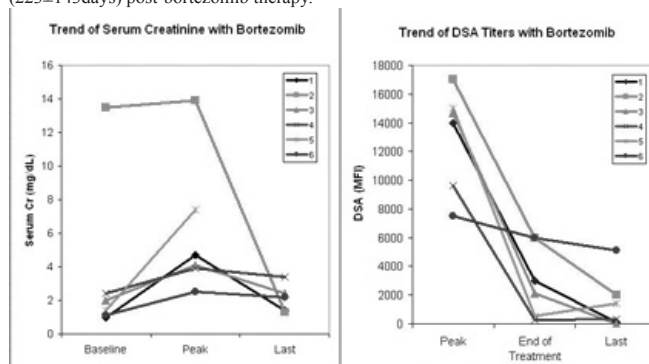 (225±143days) post-bortezomib therapy.
Trend of Serum Creatinine with Bortezomib
16
14
12
10
8
6
4
2
0
Serum Cr (mg/dL)
Baseline
Peak
Last
1
2
3
4
5
6
Trend of DSA Titers with Bortezomib
18000
16000
14000
12000
10000
8000
6000
4000
2000
0
DSA (MFI)
Peak
End of
Treatment
Last
1
2
3
4
5
6